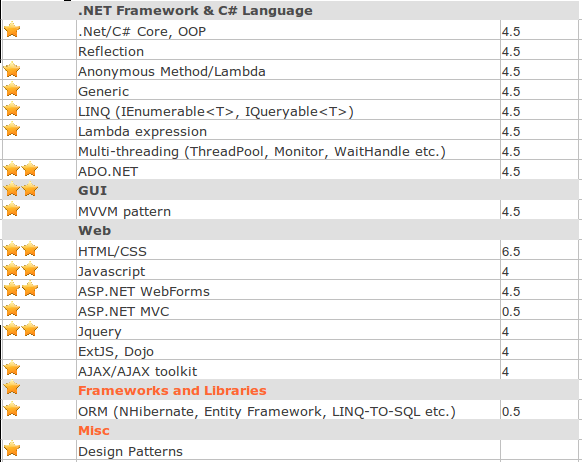 .NET Framework & C# Language
.Net/C# Core, OOP 4.5
Reflection 4.5
Anonymous Method/Lambda 4.5
Generic 4.5
LINQ (IEnumerable<T>, IQueryable<T>) 4.5
Lambda expression 4.5
Multi-threading (ThreadPool, Monitor, WaitHandle etc.) 4.5
ADO.NET 4.5
GUI
MVVM pattern 4.5
Web
HTML/CSS 6.5
Javascript 4
ASP.NET WebForms 4.5
ASP.NET MVC 0.5
Jquery 4
ExtJS, Dojo 4
AJAX/AJAX toolkit 4
Frameworks and Libraries
ORM (NHibernate, Entity Framework, LINQ-TO-SQL etc.) 0.5
Misc
Design Patterns